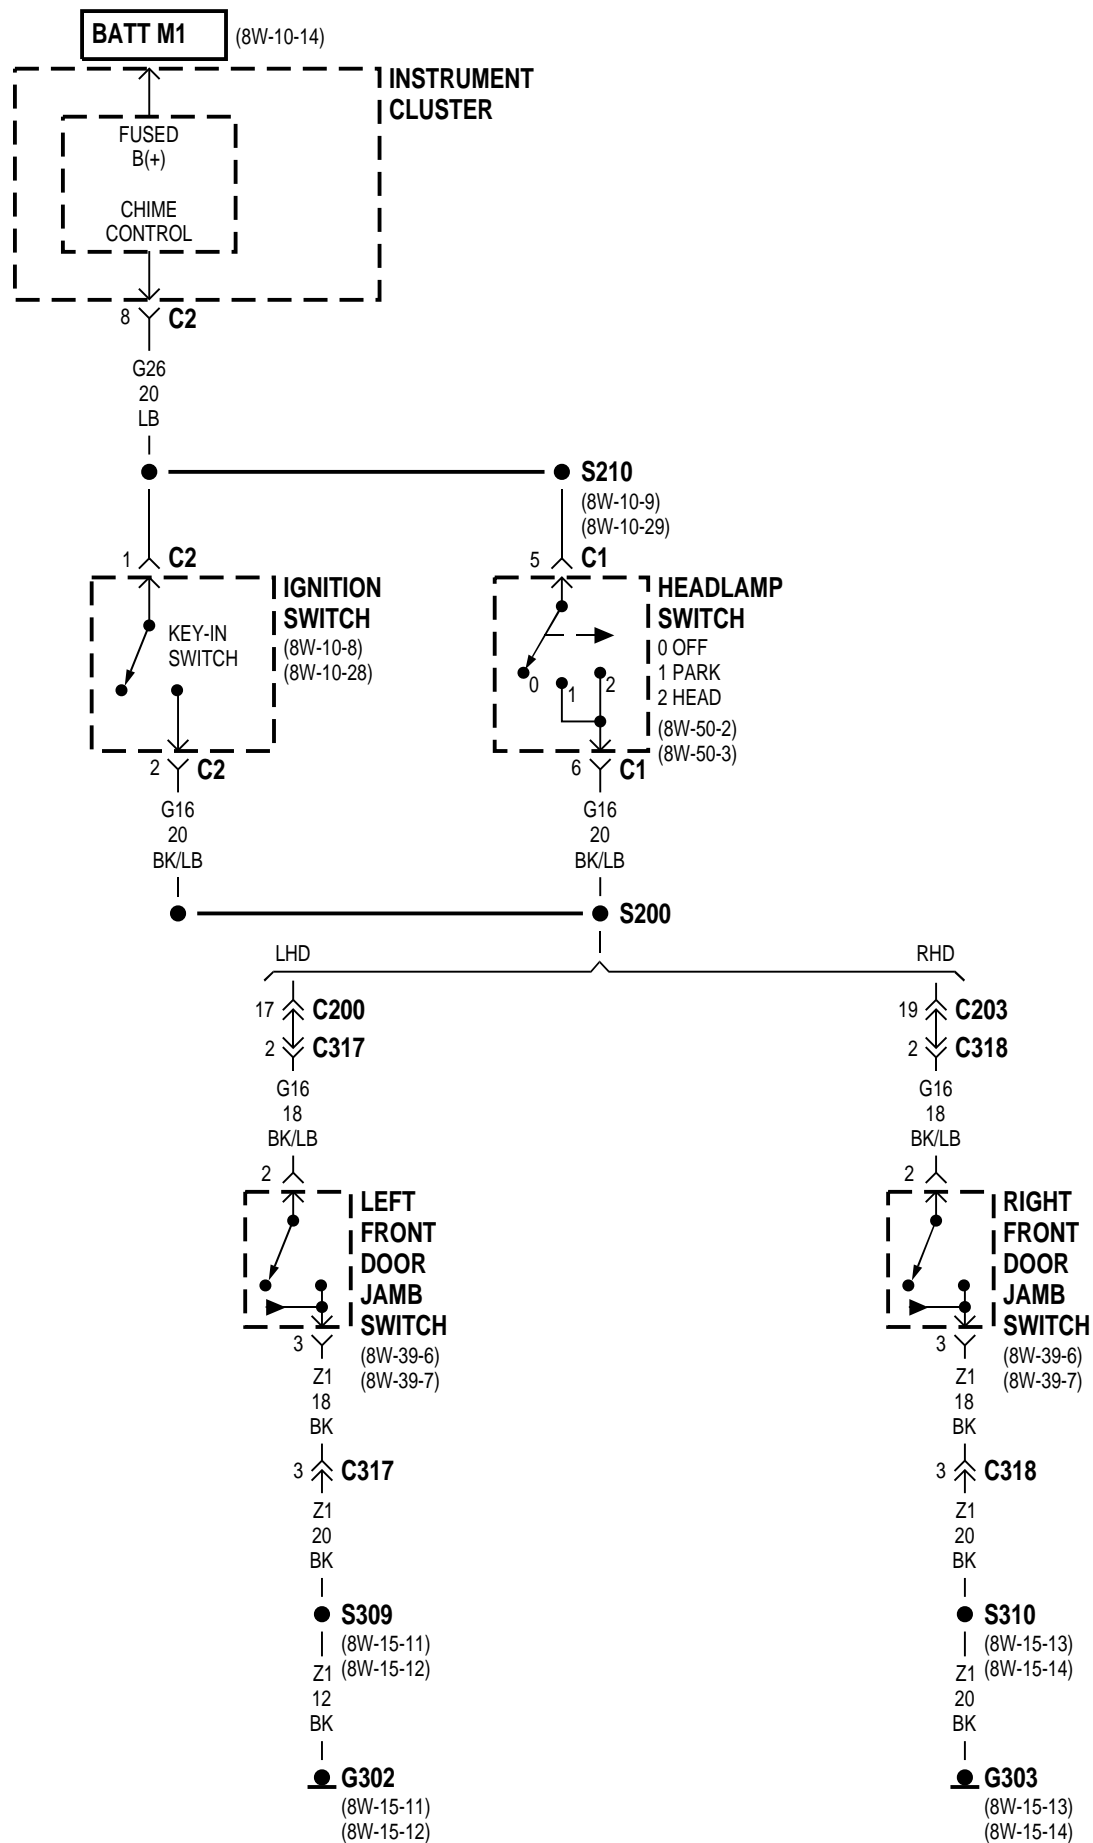 BATT M1 (8W-10-14)
INSTRUMENT
CLUSTER
FUSED
B(+)
CHIME
CONTROL
8 C2
G26
20
LB
S210
(8W-10-9)
(8W-10-29)
1 C2
5 C1
IGNITION
SWITCH
(8W-10-8)
(8W-10-28)
KEY-IN
SWITCH
HEADLAMP
SWITCH
0 OFF
1 PARK
2 HEAD
(8W-50-2)
(8W-50-3)
0
1
2
2 C2
6 C1
G16
20
BK/LB
G16
20
BK/LB
S200
LHD
RHD
17 C200
2 C317
G16
18
BK/LB
2
LEFT
FRONT
DOOR
JAMB
SWITCH
(8W-39-6)
(8W-39-7)
3
Z1
18
BK
3 C317
Z1
20
BK
S309
(8W-15-11)
(8W-15-12)
Z1
12
BK
G302
(8W-15-11)
(8W-15-12)
19 C203
2 C318
G16
18
BK/LB
2
RIGHT
FRONT
DOOR
JAMB
SWITCH
(8W-39-6)
(8W-39-7)
3
Z1
18
BK
3 C318
Z1
20
BK
S310
(8W-15-13)
(8W-15-14)
Z1
20
BK
G303
(8W-15-13)
(8W-15-14)